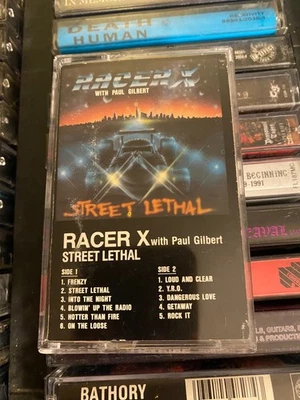 DEATH
HUMAN
RACER X
WITH PAUL GILBERT
STREET LETHAL
RACER X with Paul Gilbert
STREET LETHAL
SIDE 1
1. FRENZY
2. STREET LETHAL
3. INTO THE NIGHT
4. BLOWIN' UP THE RADIO
5. HOTTER THAN FIRE
6. ON THE LOOSE
SIDE 2
1. LOUD AND CLEAR
2. Y.R.O.
3. DANGEROUS LOVE
4. GETAWAY
5. ROCK IT
BEGINNING
-1991
BATHORY